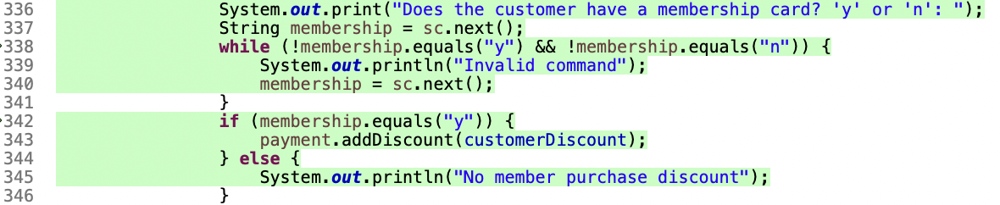 336 System.out.print("Does the customer have a membership card? 'y' or 'n': ");
337 String membership = sc.next();
338 while (!membership.equals("y") && !membership.equals("n")) {
339 System.out.println("Invalid command");
340 membership = sc.next();
341 }
342 if (membership.equals("y")) {
343 payment.addDiscount(customerDiscount);
344 } else {
345 System.out.println("No member purchase discount");
346 }